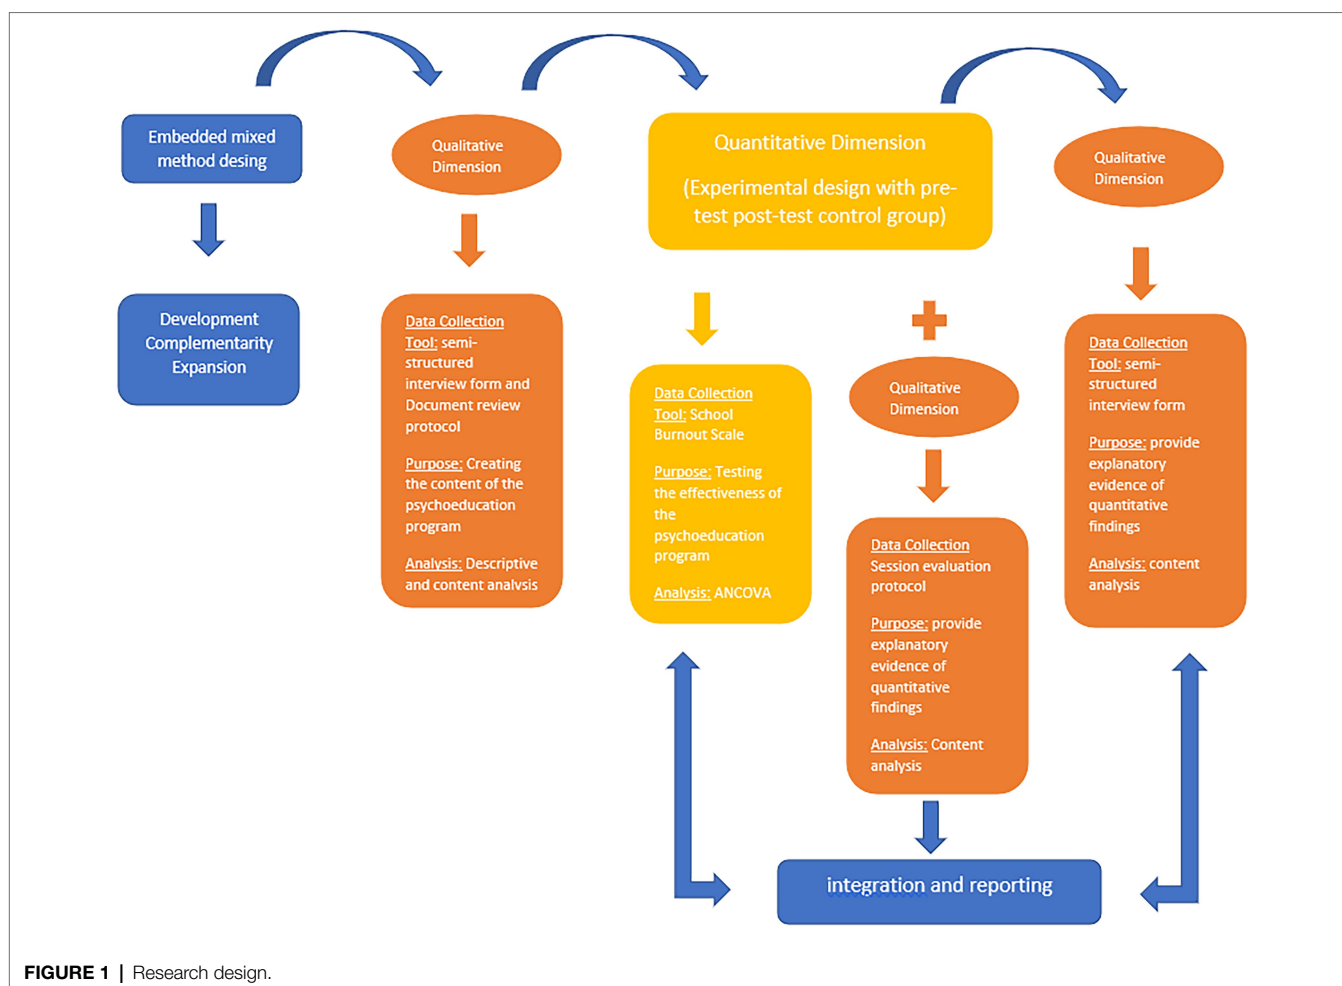 Embedded mixed
method desing
Development
Complementarity
Expansion
Qualitative
Dimension
Data Collection
Tool: semi-
structured
interview form and
Document review
protocol
Purpose: Creating
the content of the
psychoeducation
program
Analysis: Descriptive
and content analysis
Quantitative Dimension
(Experimental design with pre-
test post-test control group)
Data Collection
Tool: School
Burnout Scale
Purpose: Testing
the effectiveness of
the
psychoeducation
program
Analysis: ANCOVA
Qualitative
Dimension
Data Collection
Session evaluation
protocol
Purpose: provide
explanatory
evidence of
quantitative
findings
Analysis: Content
analysis
Qualitative
Dimension
Data Collection
Tool: semi-
structured
interview form
Purpose: provide
explanatory
evidence of
quantitative
findings
Analysis: content
analysis
integration and reporting
FIGURE 1 | Research design.